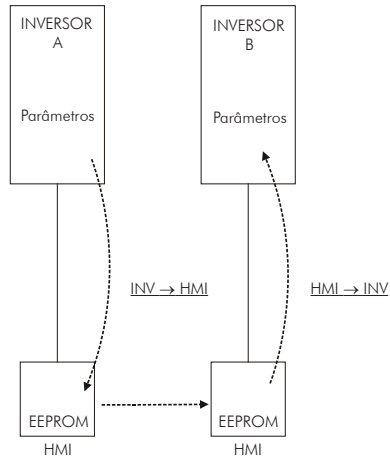 INVERSOR
A
Parâmetros
INVERSOR
B
Parâmetros
INV → HMI
HMI → INV
EEPROM
HMI
EEPROM
HMI